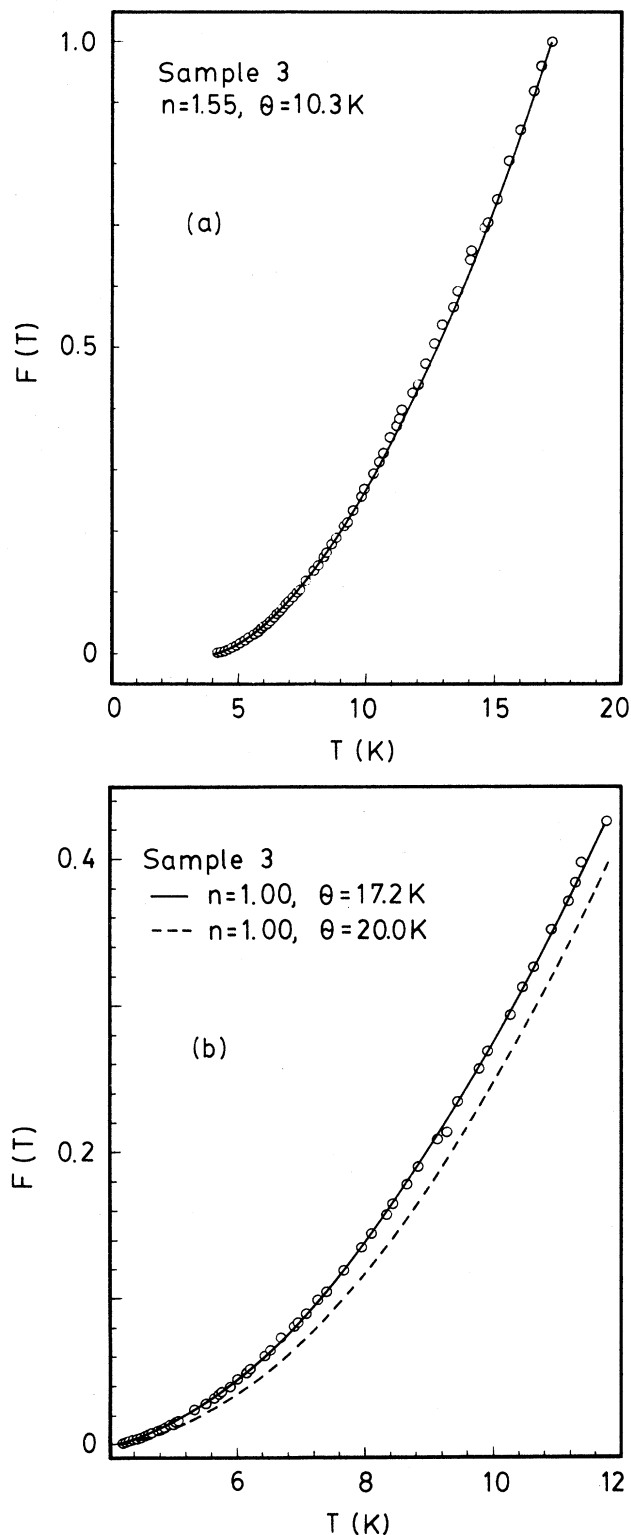 1.0
Sample 3
n=1.55, θ=10.3K
(a)
F(T)
0.5
0
0 5 10 15 20
T (K)
Sample 3
— n=1.00, θ=17.2K
--- n=1.00, θ=20.0K
0.4
(b)
F(T)
0.2
0
6 8 10 12
T (K)